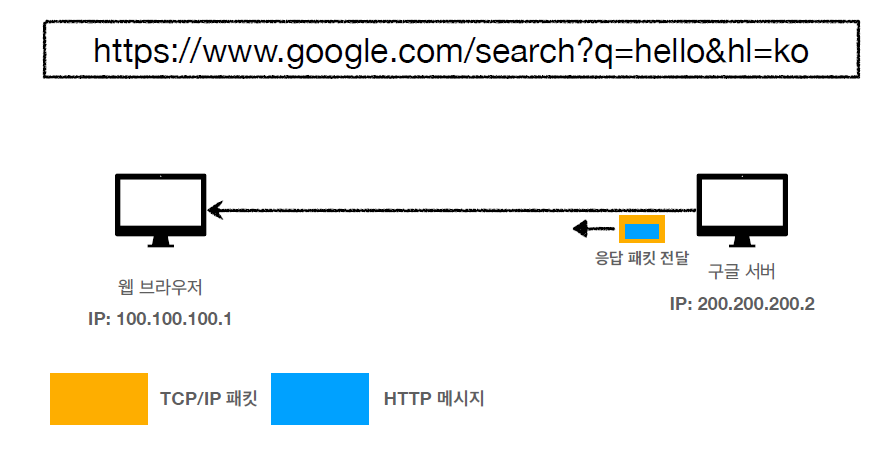 https://www.google.com/search?q=hello&hl=ko
응답 패킷 전달
웹 브라우저
구글 서버
IP: 100.100.100.1
IP: 200.200.200.2
TCP/IP 패킷
HTTP 메시지